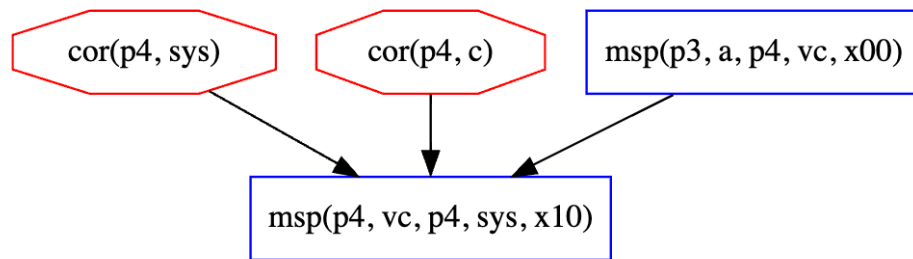 cor(p4, sys)
cor(p4, c)
msp(p3, a, p4, vc, x00)
msp(p4, vc, p4, sys, x10)